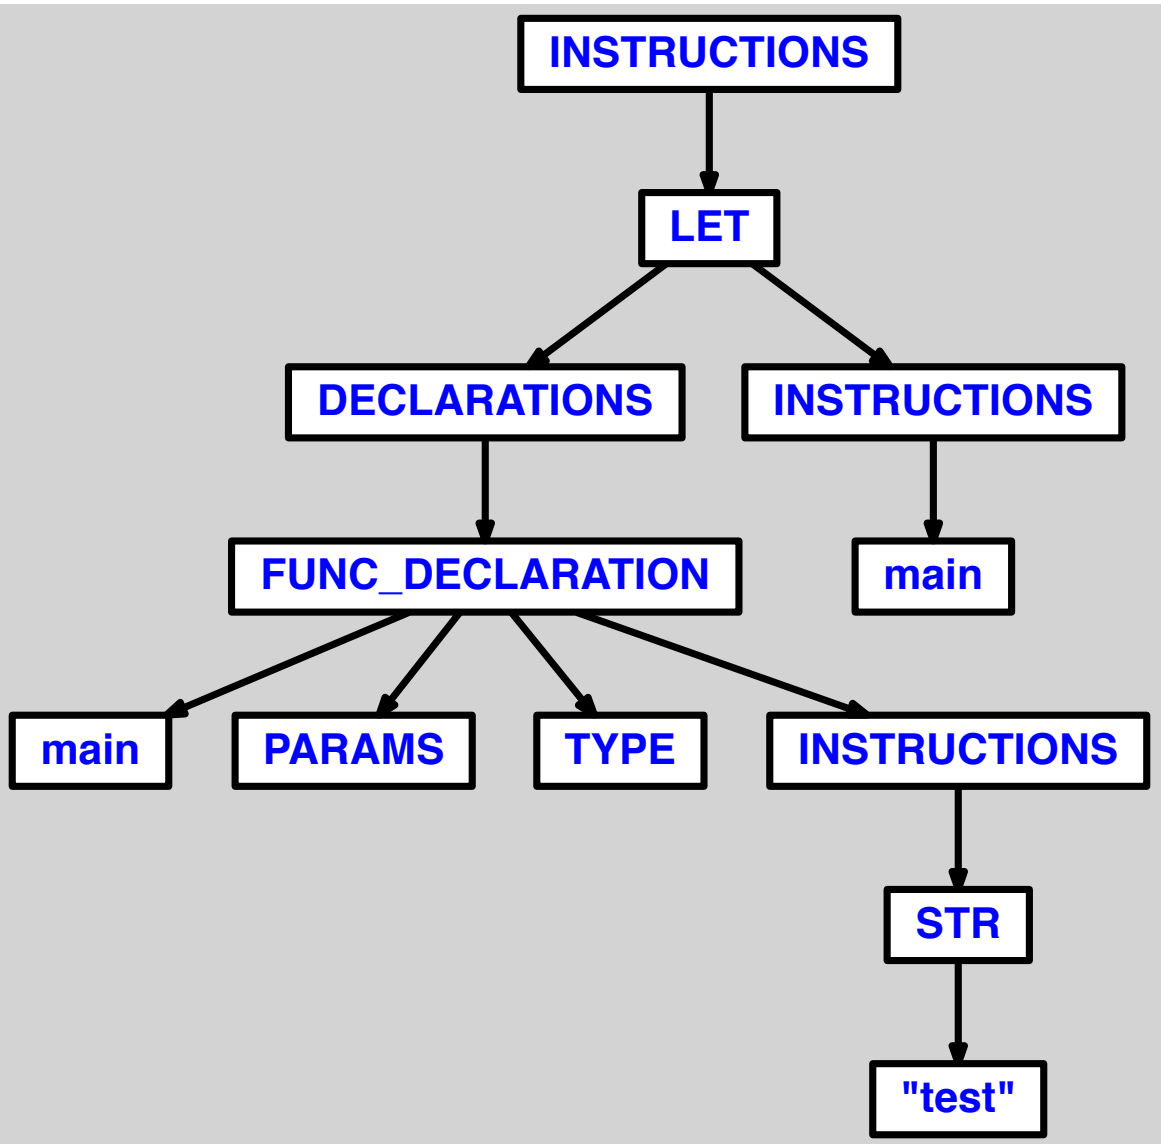 INSTRUCTIONS
LET
DECLARATIONS
INSTRUCTIONS
FUNC_DECLARATION
main
main
PARAMS
TYPE
INSTRUCTIONS
STR
"test"